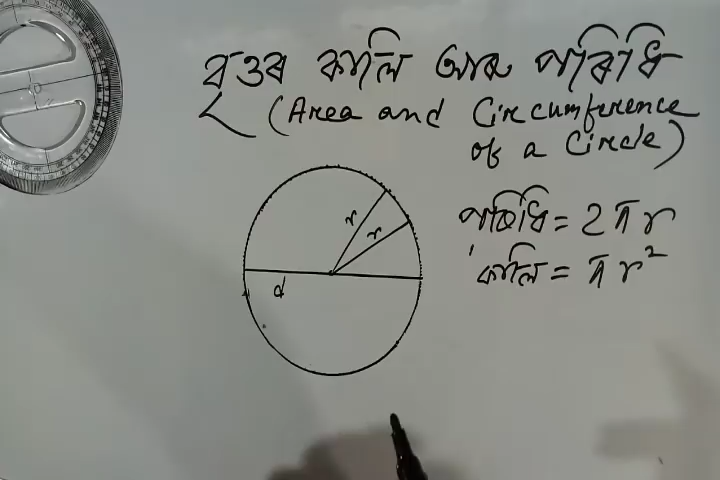 বৃত্তৰ কালি আৰু পৰিধি
(Area and Circumference
of a Circle)
r
r
d
পৰিধি = 2πr
কালি = πr²